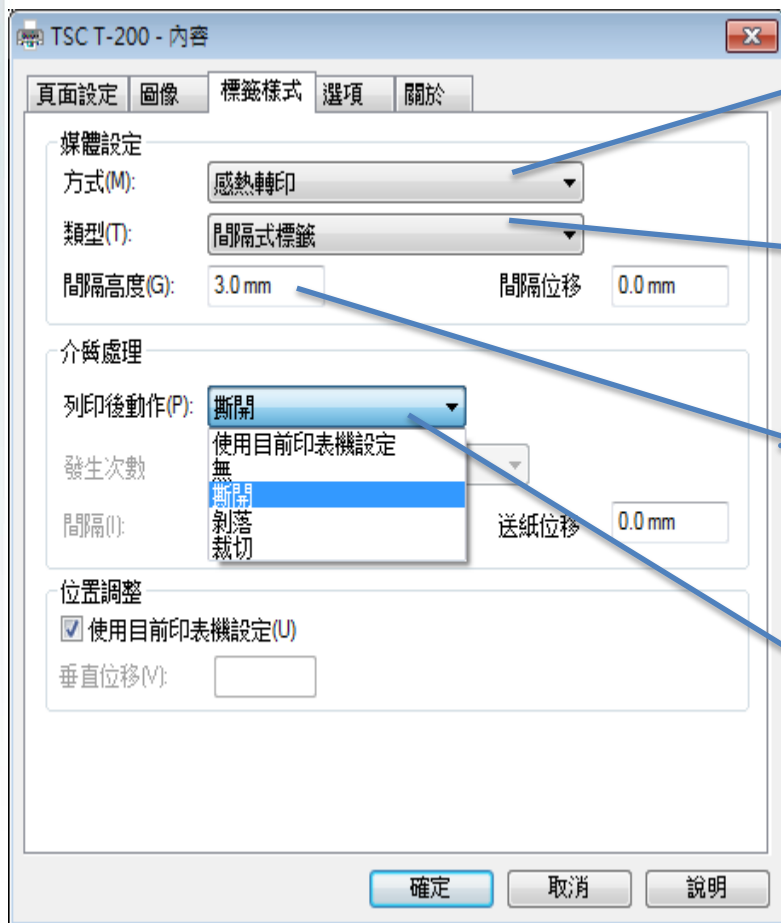 TSC T-200 - 內容
頁面設定 圖像 標籤樣式 選項 關於
媒體設定
方式(M): 感熱轉印
類型(T): 間隔式標籤
間隔高度(G): 3.0 mm 間隔位移 0.0 mm
介質處理
列印後動作(P): 撕開
使用目前印表機設定
發生次數 無
撕開
間隔(I): 剝落 送紙位移 0.0 mm
裁切
位置調整
使用目前印表機設定(U)
垂直位移(V):
確定 取消 說明